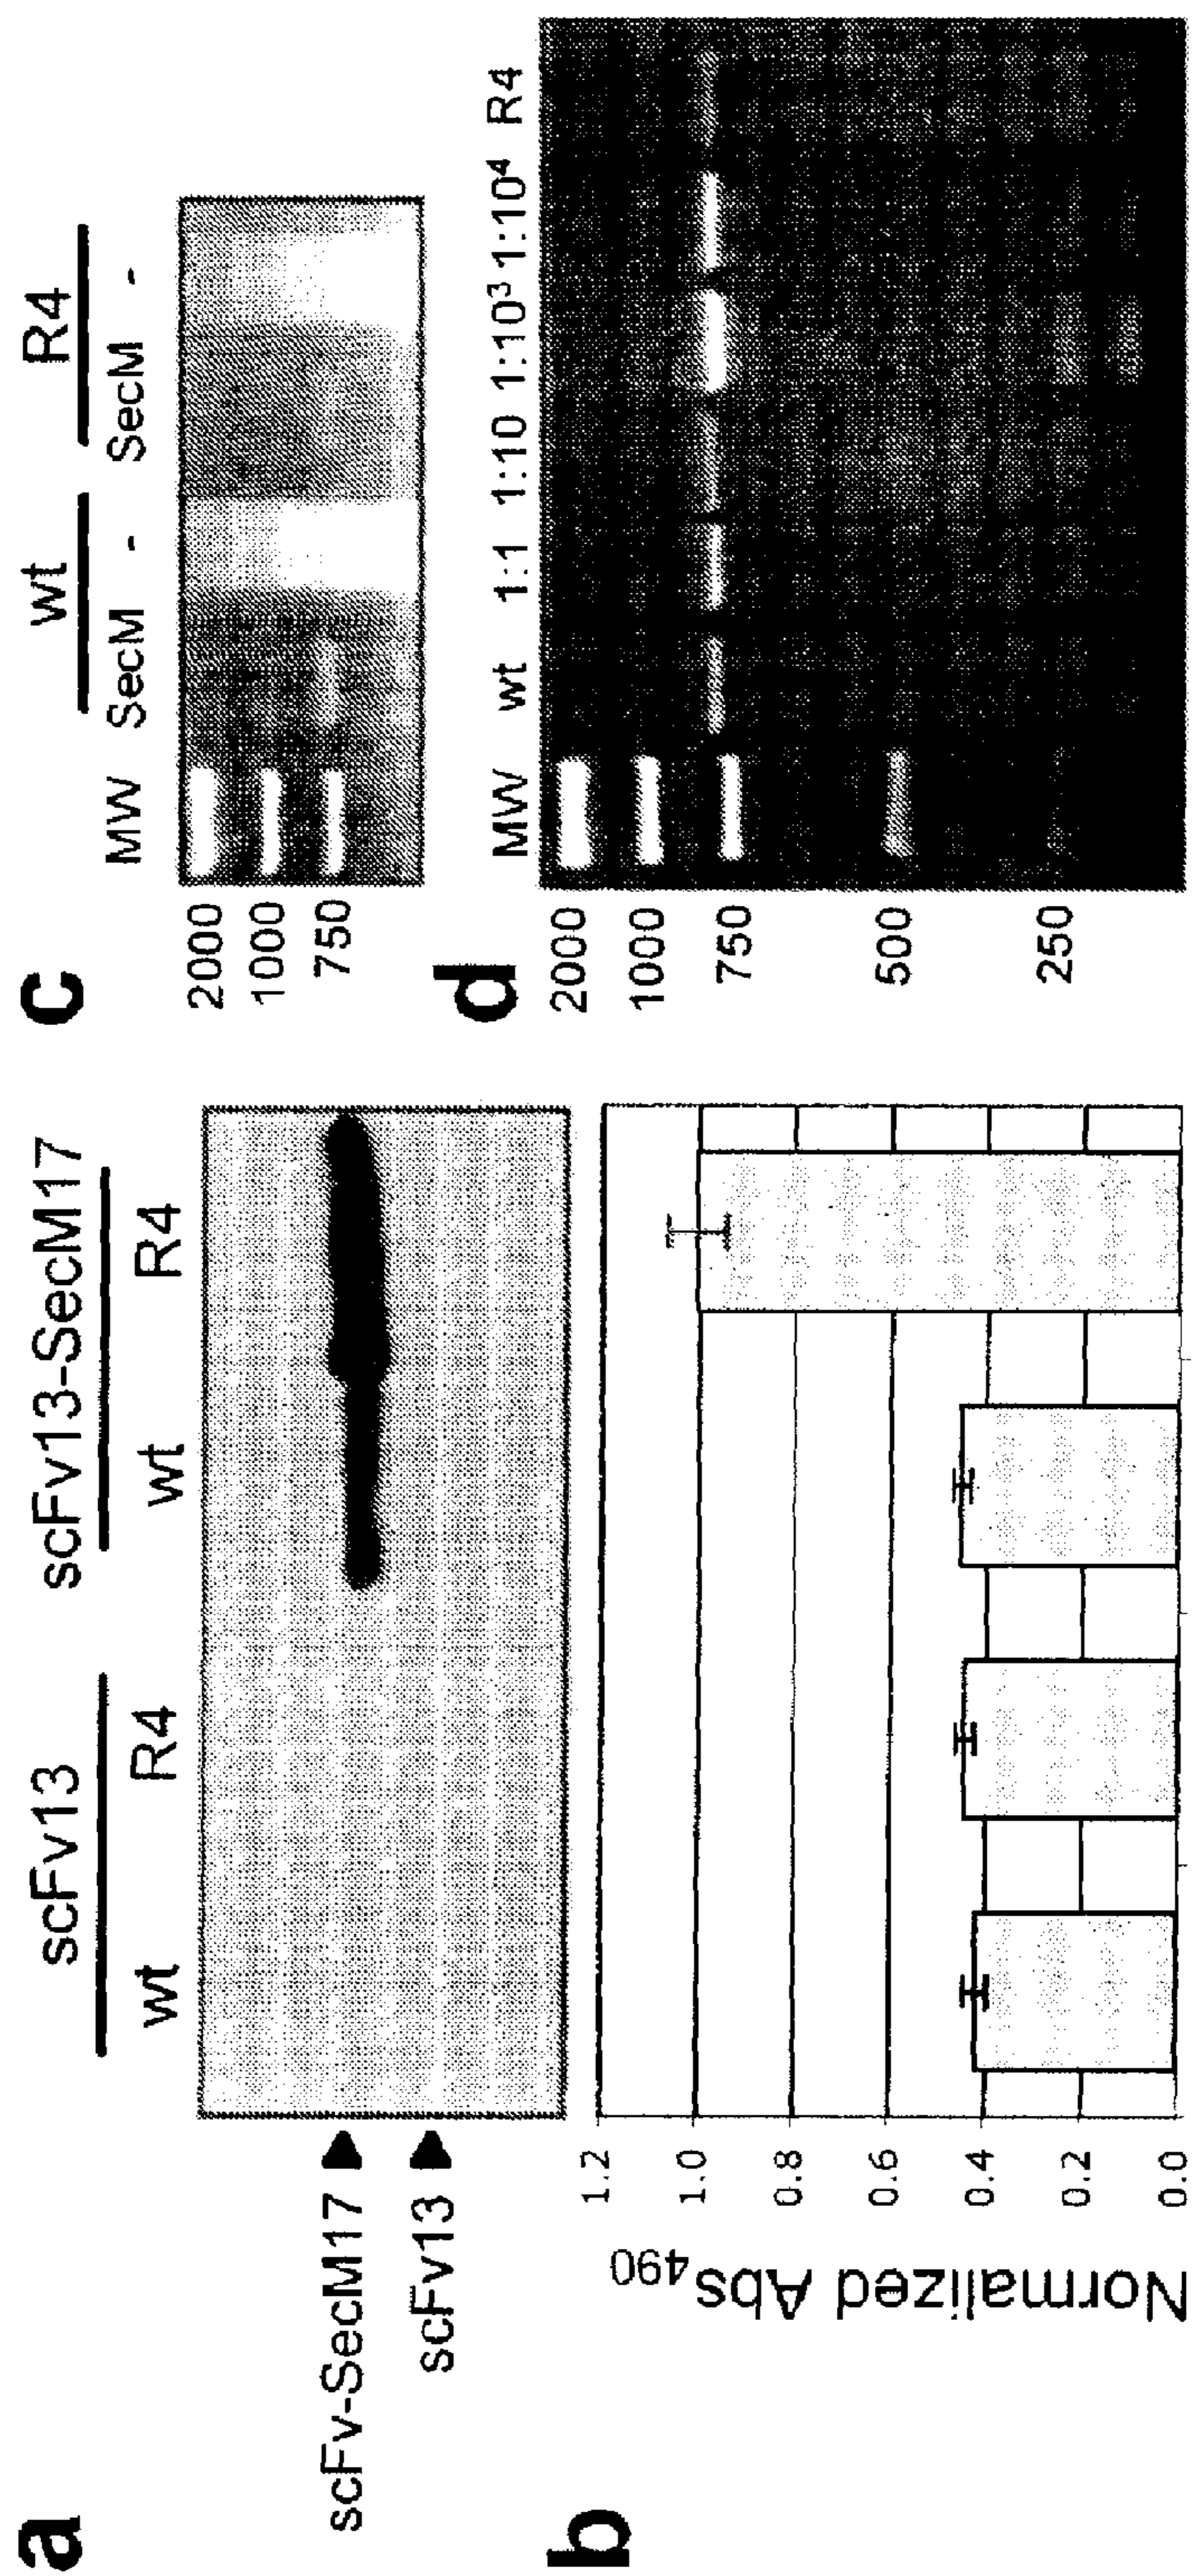 a
scFv13 scFv13-SecM17
wt R4 wt R4
scFv-SecM17
scFv13
b
Normalized Abs490
1.2
1.0
0.8
0.6
0.4
0.2
0.0
c
wt R4
MW SecM - SecM -
2000
1000
750
d
MW wt 1:1 1:10 1:10³ 1:10⁴ R4
2000
1000
750
500
250